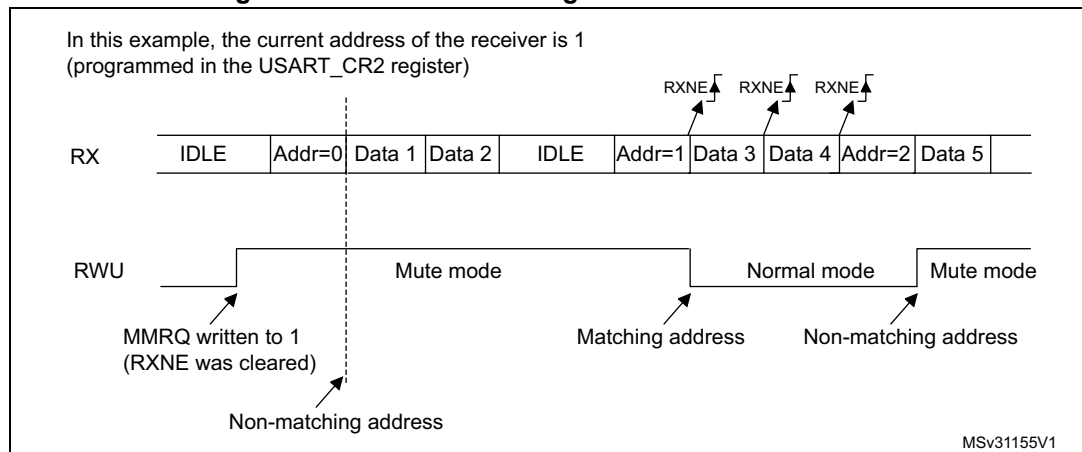 In this example, the current address of the receiver is 1
(programmed in the USART_CR2 register)
RXNE RXNE RXNE
RX IDLE Addr=0 Data 1 Data 2 IDLE Addr=1 Data 3 Data 4 Addr=2 Data 5
RWU Mute mode Normal mode Mute mode
MMRQ written to 1 Matching address Non-matching address
(RXNE was cleared)
Non-matching address
MSv31155V1